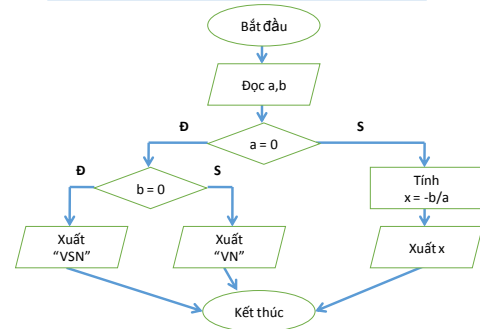 Bắt đầu
Đọc a,b
Đ
S
a = 0
Đ
S
b = 0
Tính
x = -b/a
Xuất
“VSN”
Xuất
“VN”
Xuất x
Kết thúc